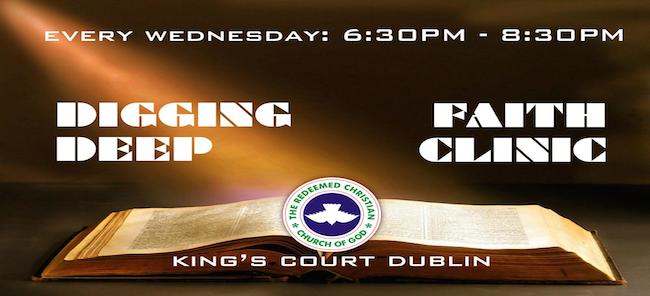 EVERY WEDNESDAY: 6:30PM - 8:30PM
DIGGING
DEEP
FAITH
CLINIC
THE REDEEMED CHRISTIAN
CHURCH OF GOD
KING'S COURT DUBLIN